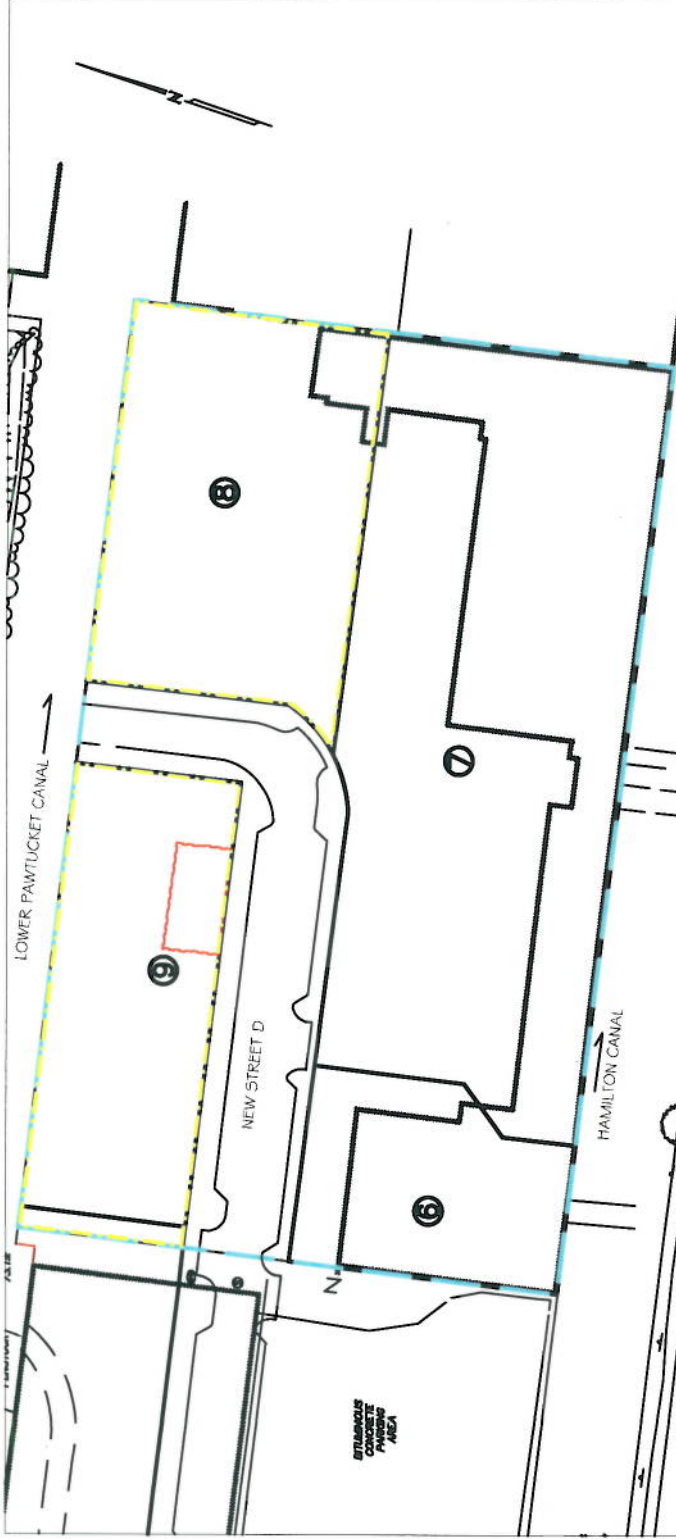 N
⑧
LOWER PAWTUCKET CANAL
⑦
⑨
NEW STREET D
HAMILTON CANAL
⑥
N
BITUMINOUS
CONCRETE
PARKING
AREA